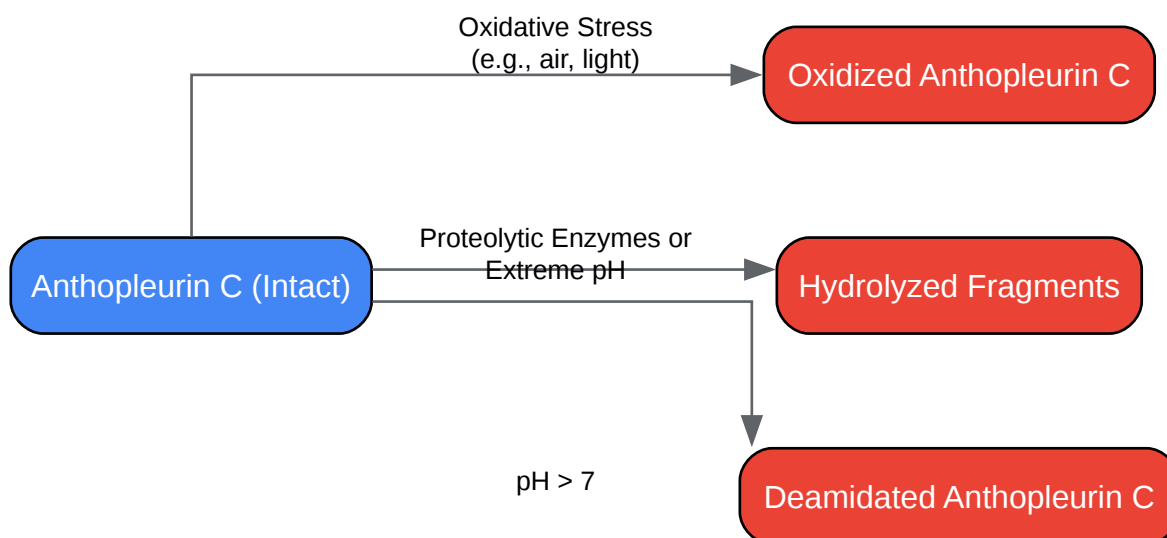 Oxidative Stress
(e.g., air, light)
Oxidized Anthopleurin C
Proteolytic Enzymes or
Extreme pH
Anthopleurin C (Intact)
Hydrolyzed Fragments
pH > 7
Deamidated Anthopleurin C